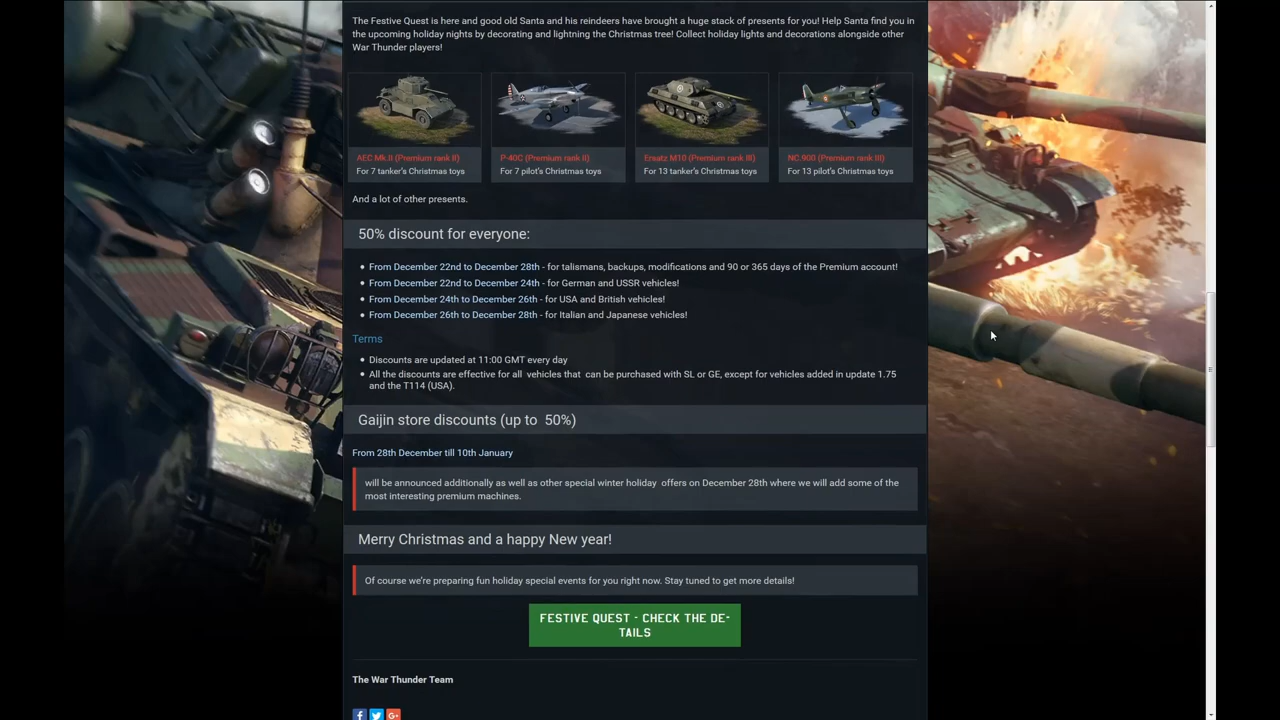 The Festive Quest is here and good old Santa and his reindeers have brought a huge stack of presents for you! Help Santa find you in
the upcoming holiday nights by decorating and lightning the Christmas tree! Collect holiday lights and decorations alongside other
War Thunder players!
AEC Mk.II (Premium rank II)
For 7 tanker's Christmas toys
P-40C (Premium rank II)
For 7 pilot's Christmas toys
Ersatz M10 (Premium rank III)
For 13 tanker's Christmas toys
NC.900 (Premium rank III)
For 13 pilot's Christmas toys
And a lot of other presents.
50% discount for everyone:
From December 22nd to December 28th - for talismans, backups, modifications and 90 or 365 days of the Premium account!
From December 22nd to December 24th - for German and USSR vehicles!
From December 24th to December 26th - for USA and British vehicles!
From December 26th to December 28th - for Italian and Japanese vehicles!
Terms
Discounts are updated at 11:00 GMT every day
All the discounts are effective for all vehicles that can be purchased with SL or GE, except for vehicles added in update 1.75
and the T114 (USA).
Gaijin store discounts (up to 50%)
From 28th December till 10th January
will be announced additionally as well as other special winter holiday offers on December 28th where we will add some of the
most interesting premium machines.
Merry Christmas and a happy New year!
Of course we're preparing fun holiday special events for you right now. Stay tuned to get more details!
FESTIVE QUEST - CHECK THE DE-
TAILS
The War Thunder Team